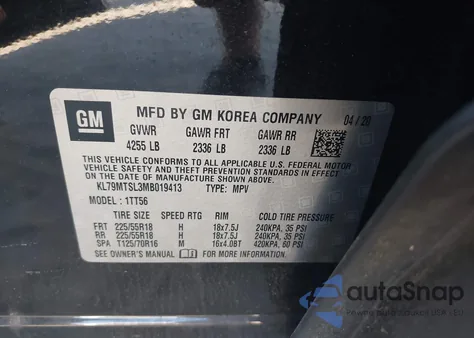 GM
MFD BY GM KOREA COMPANY 04 / 20
GVWR GAWR FRT GAWR RR
4255 LB 2336 LB 2336 LB
THIS VEHICLE CONFORMS TO ALL APPLICABLE U.S. FEDERAL MOTOR
VEHICLE SAFETY, BUMPER, AND THEFT PREVENTION STANDARDS IN
EFFECT ON THE DATE OF MANUFACTURE SHOWN ABOVE.
KL79MTSL3MB019413 TYPE: MPV
MODEL: 1TT56
TIRE SIZE SPEED RTG RIM COLD TIRE PRESSURE
FRT 225/55R18 H 18x7.5J 240KPA, 35 PSI
RR 225/55R18 H 18x7.5J 240KPA, 35 PSI
SPA T125/70R16 M 16x4.0BT 420KPA, 60 PSI
SEE OWNER'S MANUAL FOR ADDITIONAL INFORMATION.
autoSnap